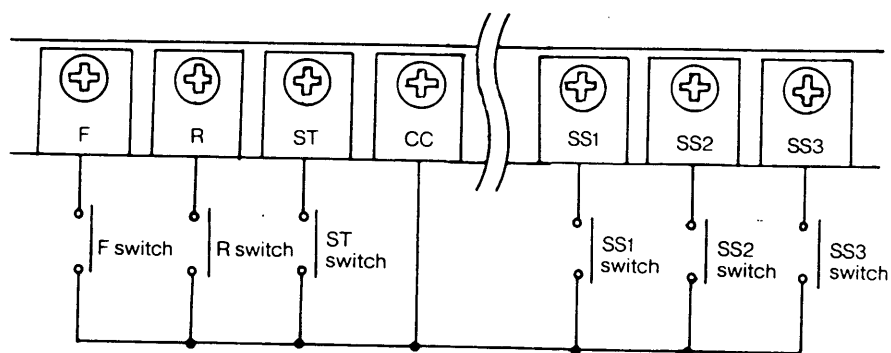 F R ST CC SS1 SS2 SS3
F switch
R switch
ST
switch
SS1
switch
SS2
switch
SS3
switch